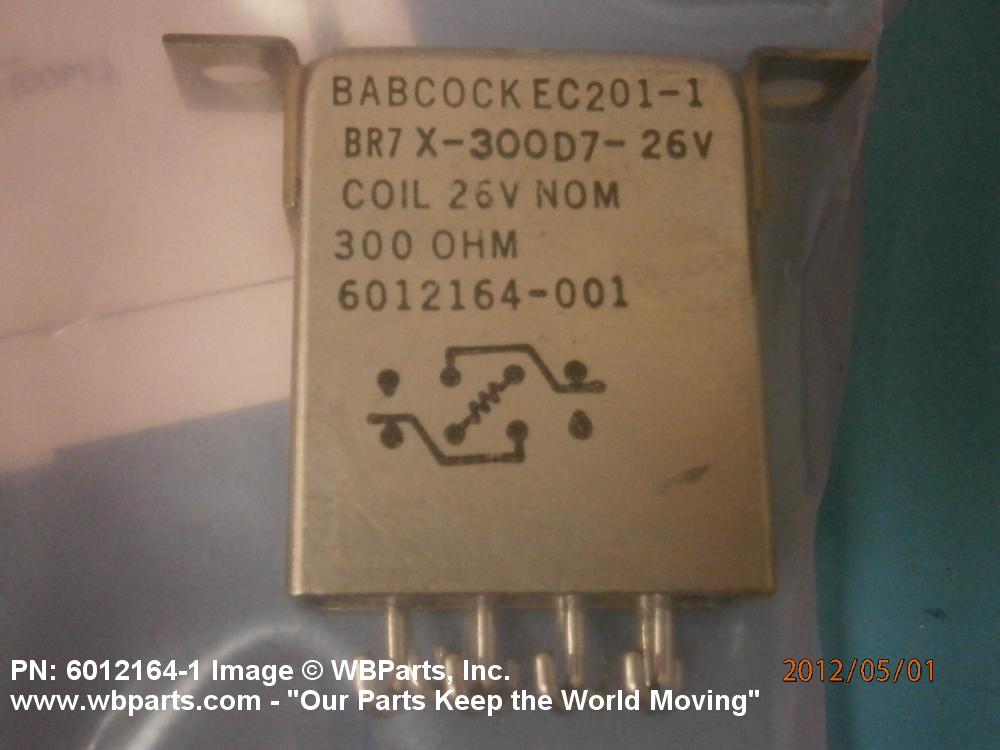 BABCOCK EC201-1
BR7 X-300D7-26V
COIL 26V NOM
300 OHM
6012164-001
PN: 6012164-1 Image © WBParts, Inc.
2012/05/01
www.wbparts.com - "Our Parts Keep the World Moving"